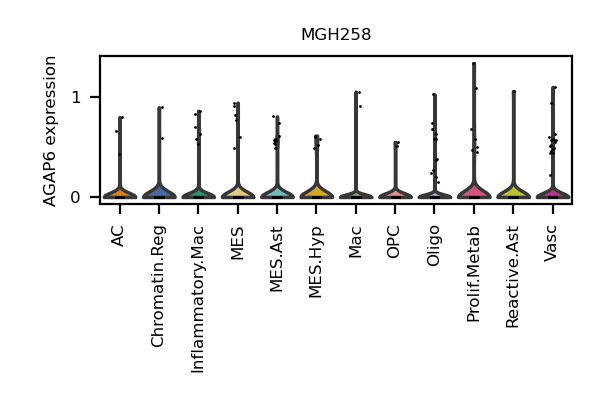 MGH258
AGAP6 expression
1
0
AC
Chromatin.Reg
Inflammatory.Mac
MES
MES.Ast
MES.Hyp
Mac
OPC
Oligo
Prolif.Metab
Reactive.Ast
Vasc